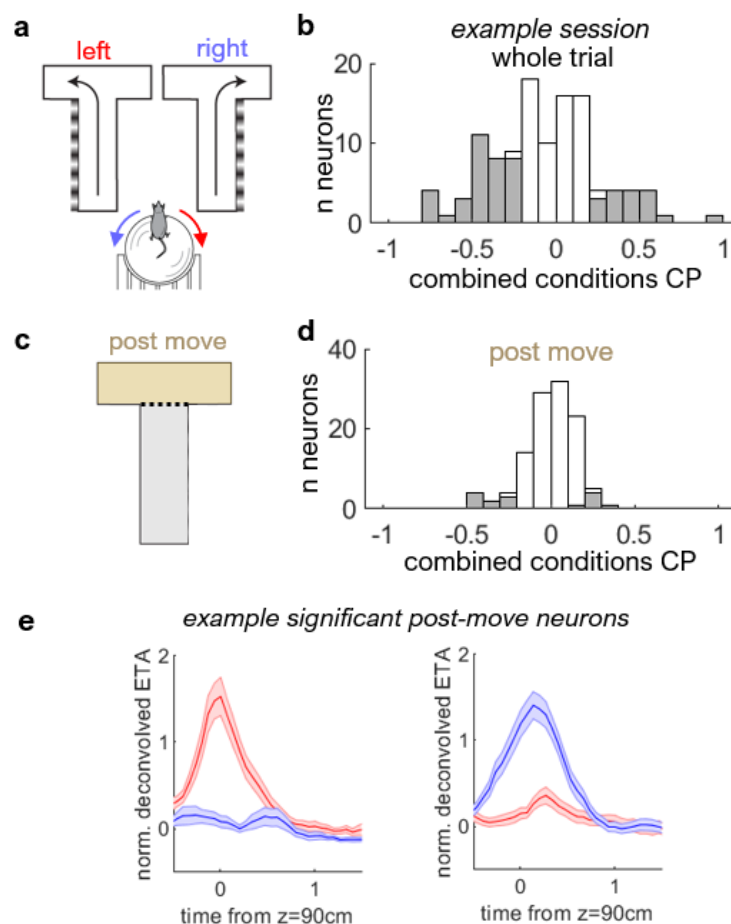 a
left
right
b
example session
whole trial
n neurons
20
10
0
-1
-0.5
0
0.5
1
combined conditions CP
c
post move
d
post move
n neurons
40
20
0
-1
-0.5
0
0.5
1
combined conditions CP
e
example significant post-move neurons
norm. deconvolved ETA
2
1
0
0
1
time from z=90cm
norm. deconvolved ETA
2
1
0
0
1
time from z=90cm